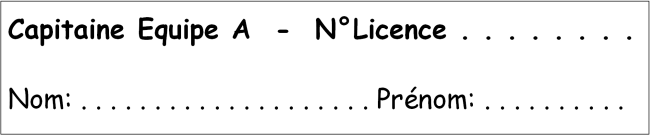 Capitaine Equipe A - N°Licence . . . . . . . .
Nom: . . . . . . . . . . . . . . . . . . . . Prénom: . . . . . . . . . .